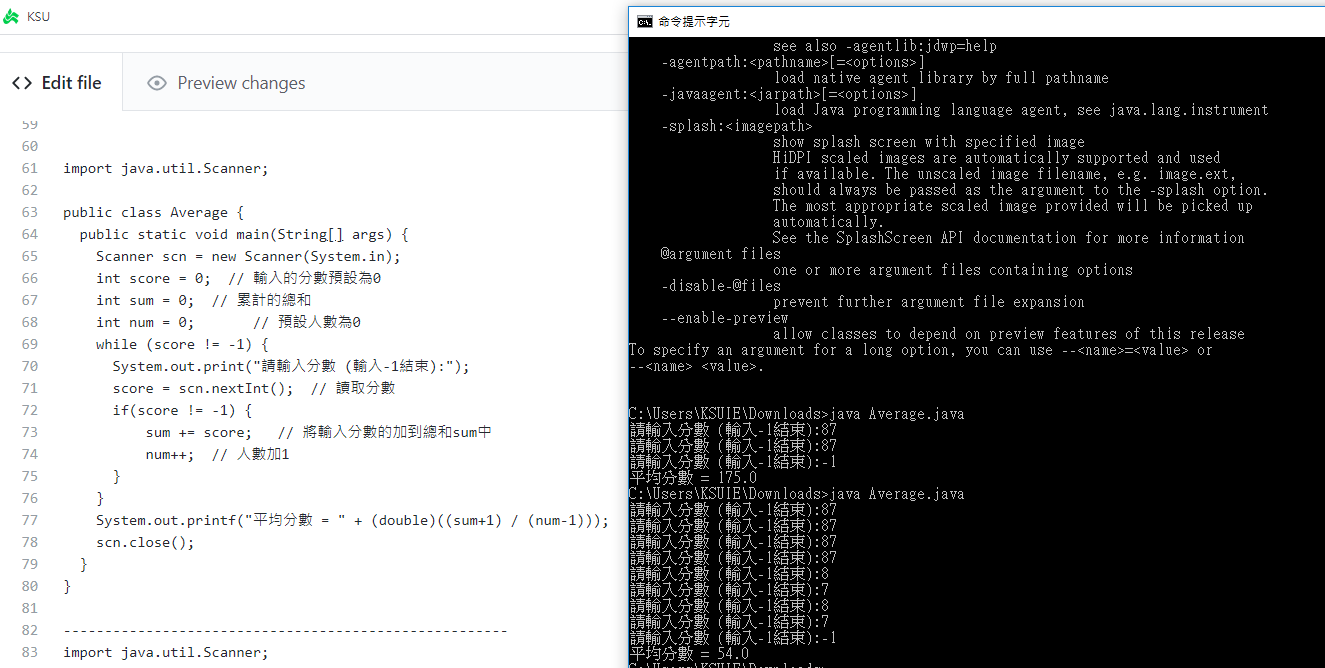 KSU
Edit file
Preview changes
59
60
61 import java.util.Scanner;
62
63 public class Average {
64 public static void main(String[] args) {
65 Scanner scn = new Scanner(System.in);
66 int score = 0; // 輸入的分數預設為0
67 int sum = 0; // 累計的總和
68 int num = 0; // 預設人數為0
69 while (score != -1) {
70 System.out.print("請輸入分數 (輸入-1結束):");
71 score = scn.nextInt(); // 讀取分數
72 if(score != -1) {
73 sum += score; // 將輸入分數的加到總和sum中
74 num++; // 人數加1
75 }
76 }
77 System.out.printf("平均分數 = " + (double)((sum+1) / (num-1)));
78 scn.close();
79 }
80 }
81
82 ------------------------------------------------------
83 import java.util.Scanner;
命令提示字元
see also -agentlib:jdwp=help
-agentpath:<pathname>[=<options>]
load native agent library by full pathname
-javaagent:<jarpath>[=<options>]
load Java programming language agent, see java.lang.instrument
-splash:<imagepath>
show splash screen with specified image
HiDPI scaled images are automatically supported and used
if available. The unscaled image filename, e.g. image.ext,
should always be passed as the argument to the -splash option.
The most appropriate scaled image provided will be picked up
automatically.
See the SplashScreen API documentation for more information
@argument files
one or more argument files containing options
-disable-@files
prevent further argument file expansion
--enable-preview
allow classes to depend on preview features of this release
To specify an argument for a long option, you can use --<name>=<value> or
--<name> <value>.
C:\Users\KSUIE\Downloads>java Average.java
請輸入分數 (輸入-1結束):87
請輸入分數 (輸入-1結束):87
請輸入分數 (輸入-1結束):-1
平均分數 = 175.0
C:\Users\KSUIE\Downloads>java Average.java
請輸入分數 (輸入-1結束):87
請輸入分數 (輸入-1結束):87
請輸入分數 (輸入-1結束):87
請輸入分數 (輸入-1結束):87
請輸入分數 (輸入-1結束):8
請輸入分數 (輸入-1結束):7
請輸入分數 (輸入-1結束):8
請輸入分數 (輸入-1結束):7
請輸入分數 (輸入-1結束):-1
平均分數 = 54.0